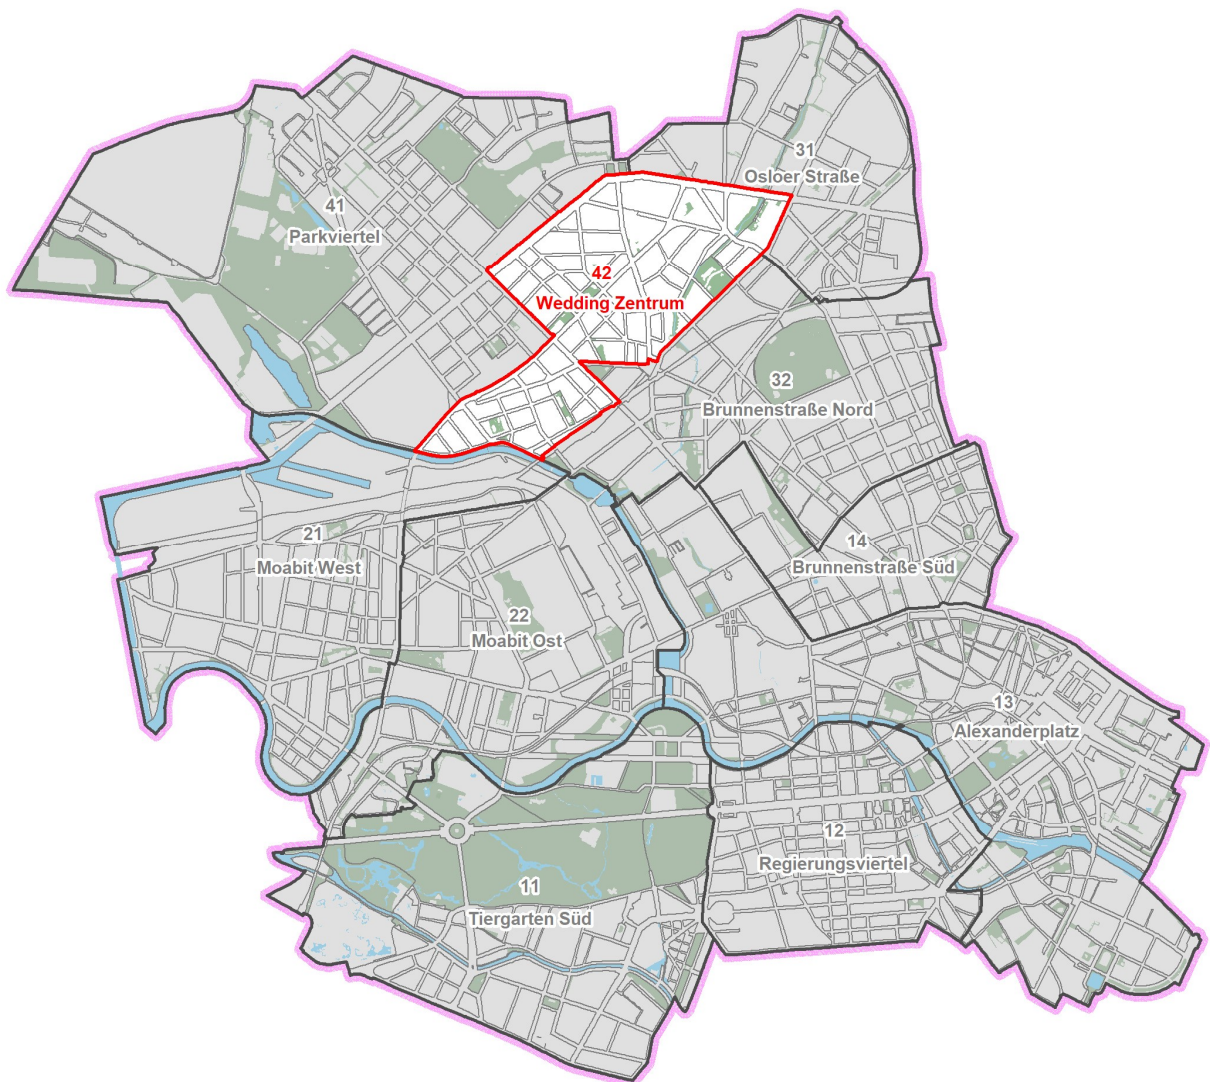 31
Osloer Straße
41
Parkviertel
42
Wedding Zentrum
32
Brunnenstraße Nord
21
Moabit West
14
Brunnenstraße Süd
22
Moabit Ost
13
Alexanderplatz
12
Regierungsviertel
11
Tiergarten Süd